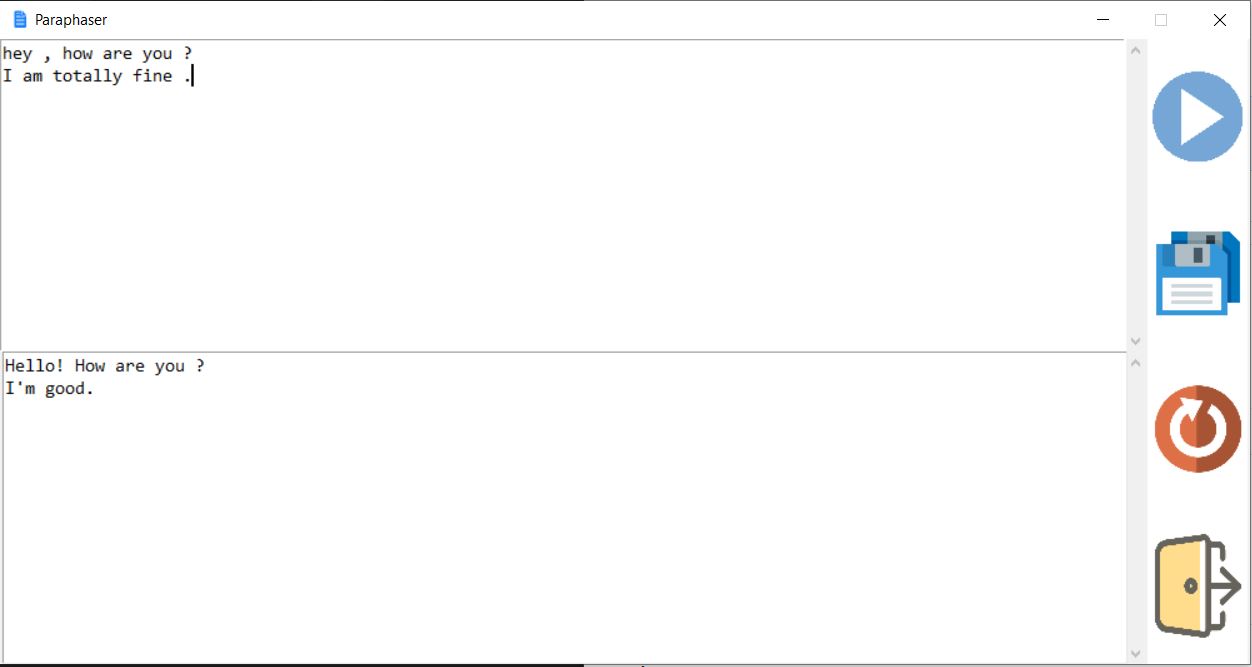 Paraphaser
hey , how are you ?
I am totally fine .
Hello! How are you ?
I'm good.